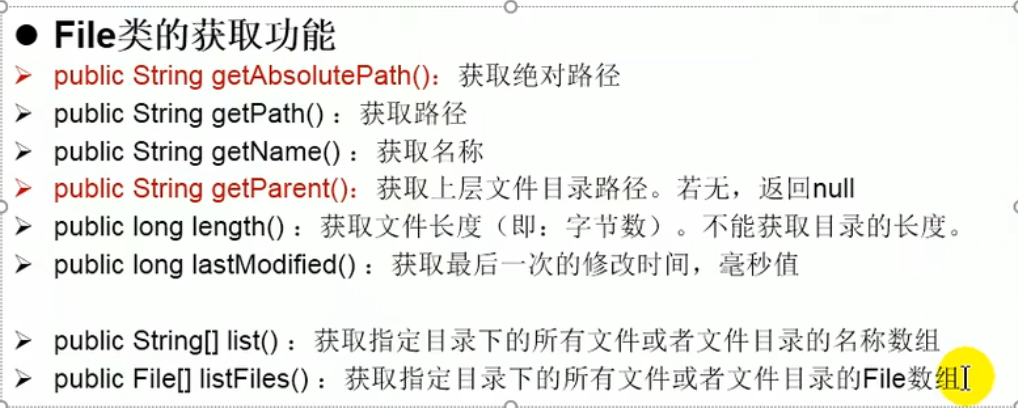 ● File类的获取功能
➢ public String getAbsolutePath()：获取绝对路径
➢ public String getPath() ：获取路径
➢ public String getName() ：获取名称
➢ public String getParent()：获取上层文件目录路径。若无，返回null
➢ public long length() ：获取文件长度（即：字节数）。不能获取目录的长度。
➢ public long lastModified() ：获取最后一次的修改时间，毫秒值
➢ public String[] list() ：获取指定目录下的所有文件或者文件目录的名称数组
➢ public File[] listFiles() ：获取指定目录下的所有文件或者文件目录的File数组